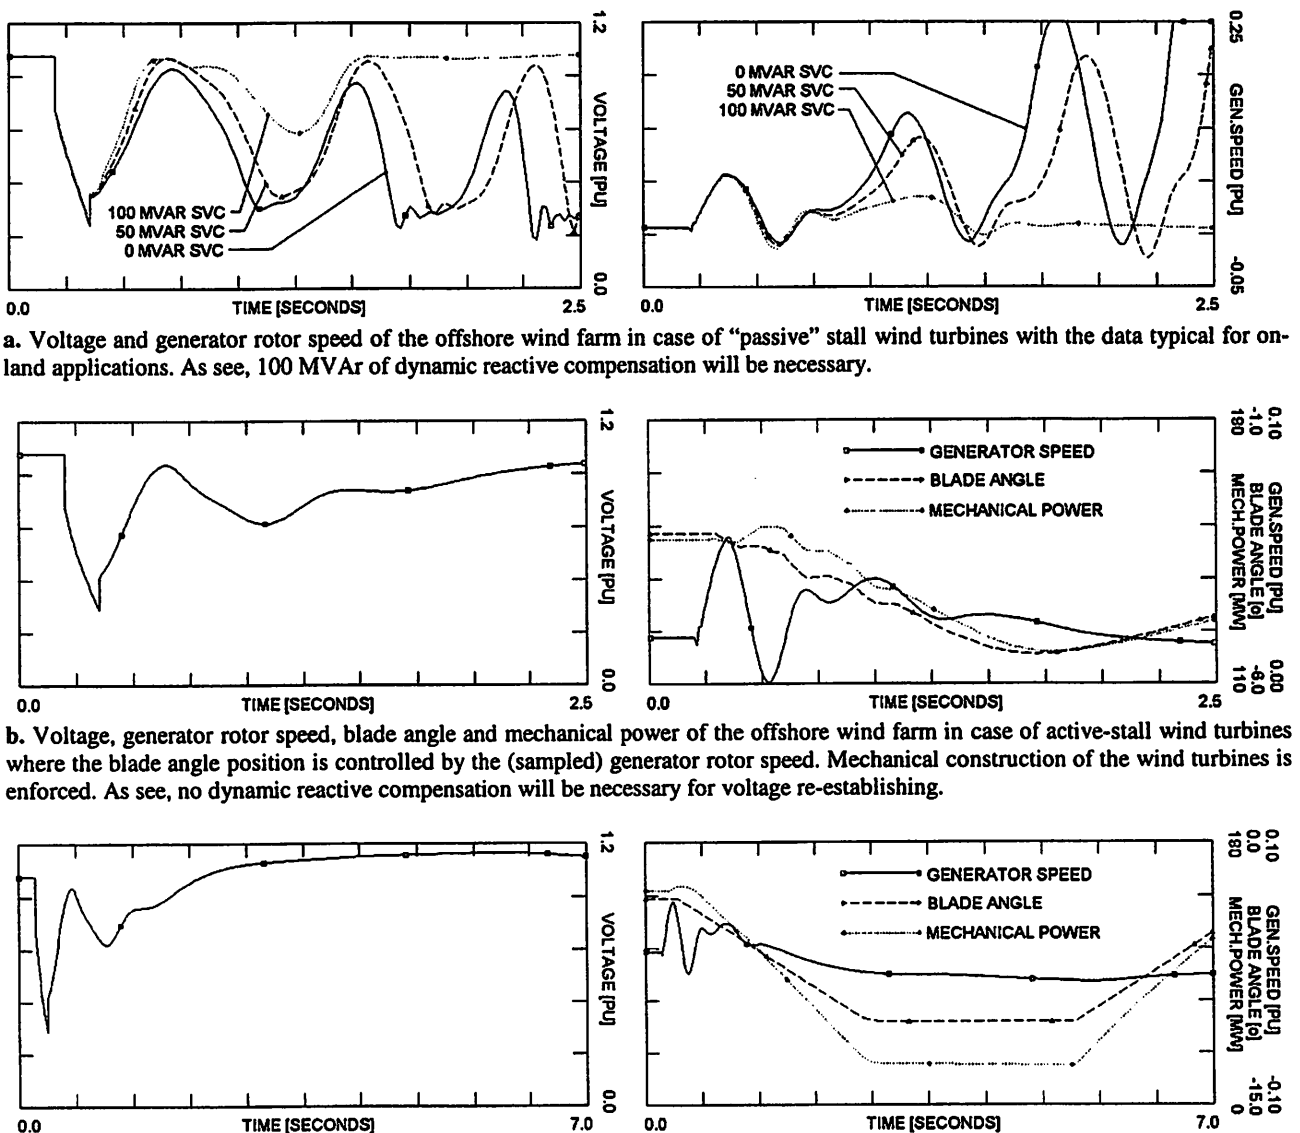 1.2
VOLTAGE [PU]
0.0
100 MVAR SVC
50 MVAR SVC
0 MVAR SVC
0.0
TIME [SECONDS]
2.5
0 MVAR SVC
50 MVAR SVC
100 MVAR SVC
0.25
GEN.SPEED [PU]
-0.05
0.0
TIME [SECONDS]
2.5
a. Voltage and generator rotor speed of the offshore wind farm in case of “passive” stall wind turbines with the data typical for on-
land applications. As see, 100 MVAr of dynamic reactive compensation will be necessary.
1.2
VOLTAGE [PU]
0.0
0.0
TIME [SECONDS]
2.5
GENERATOR SPEED
BLADE ANGLE
MECHANICAL POWER
0.10
GEN.SPEED [PU]
0.00
-1.0
BLADE ANGLE [o]
-6.0
180
MECH.POWER [MW]
110
0.0
TIME [SECONDS]
2.5
b. Voltage, generator rotor speed, blade angle and mechanical power of the offshore wind farm in case of active-stall wind turbines
where the blade angle position is controlled by the (sampled) generator rotor speed. Mechanical construction of the wind turbines is
enforced. As see, no dynamic reactive compensation will be necessary for voltage re-establishing.
1.2
VOLTAGE [PU]
0.0
0.0
TIME [SECONDS]
7.0
GENERATOR SPEED
BLADE ANGLE
MECHANICAL POWER
0.10
GEN.SPEED [PU]
-0.10
0.0
BLADE ANGLE [o]
-15.0
180
MECH.POWER [MW]
0
0.0
TIME [SECONDS]
7.0